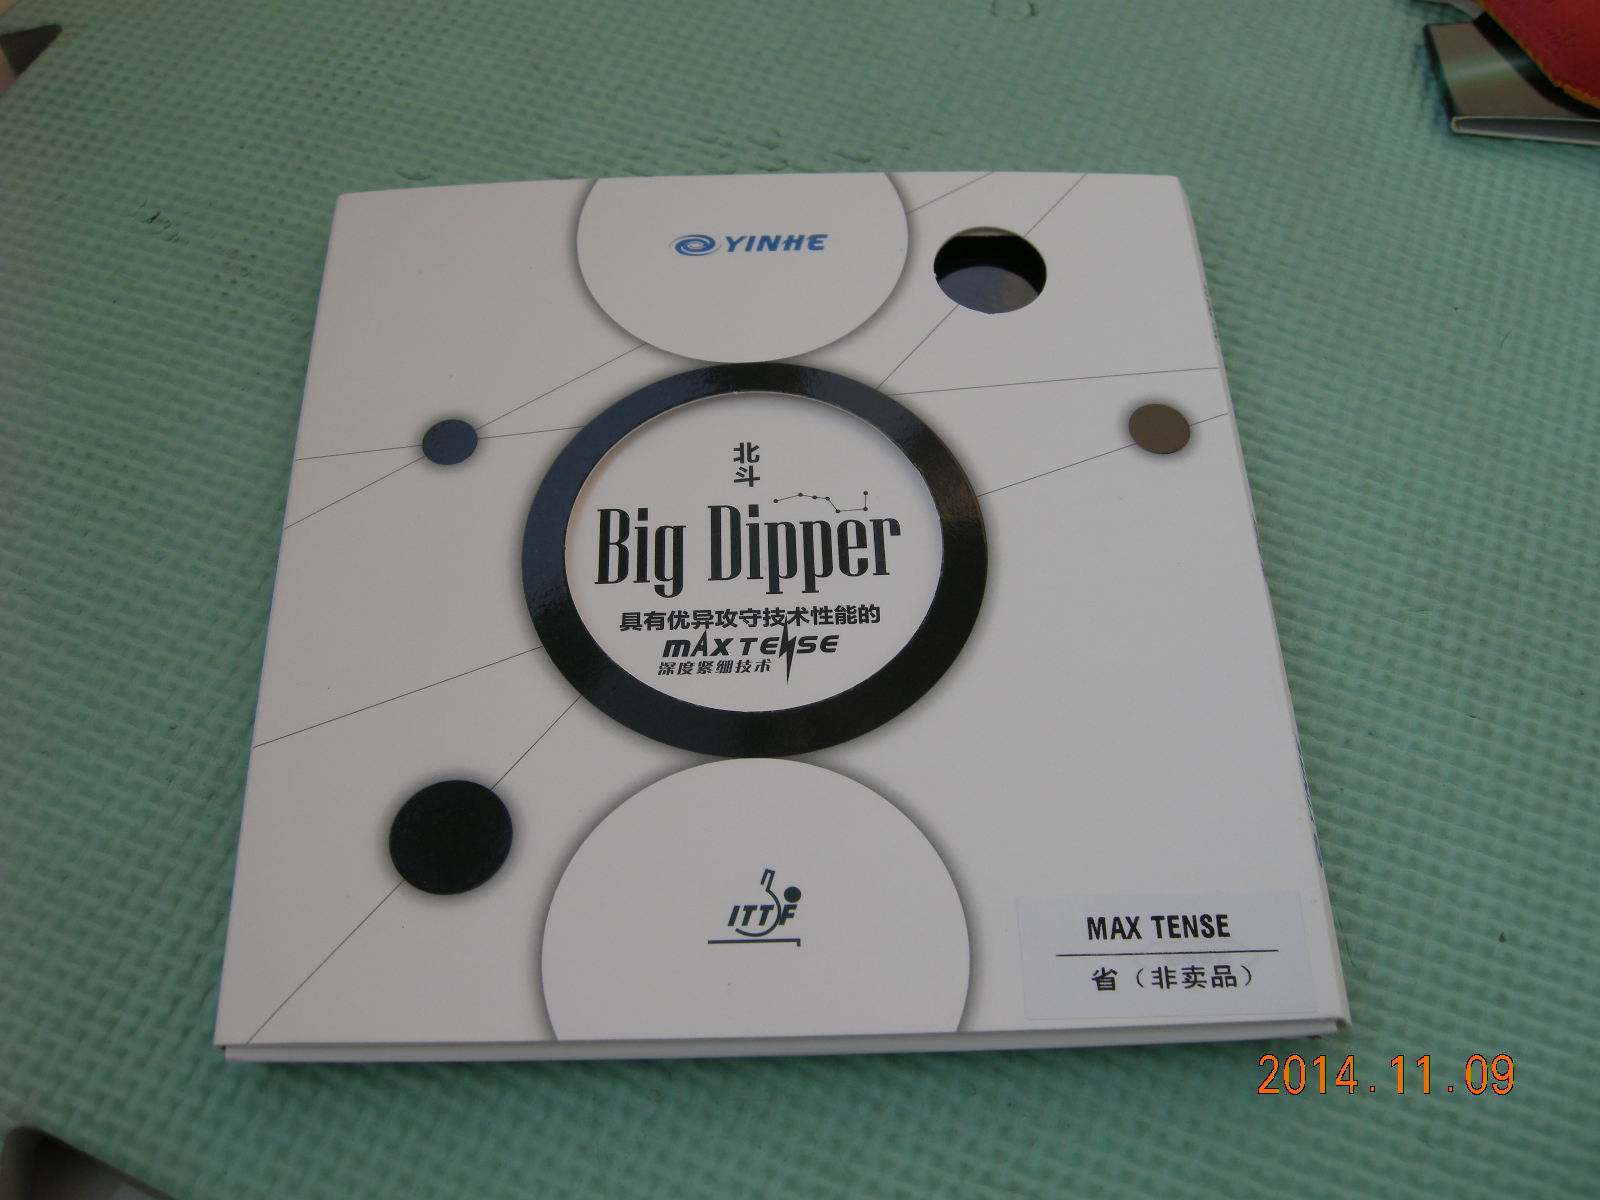 YINHE
北
斗
Big Dipper
具有优异攻守技术性能的
MAX TENSE
深度紧绷技术
ITTF
MAX TENSE
省（非卖品）
2014.11.09